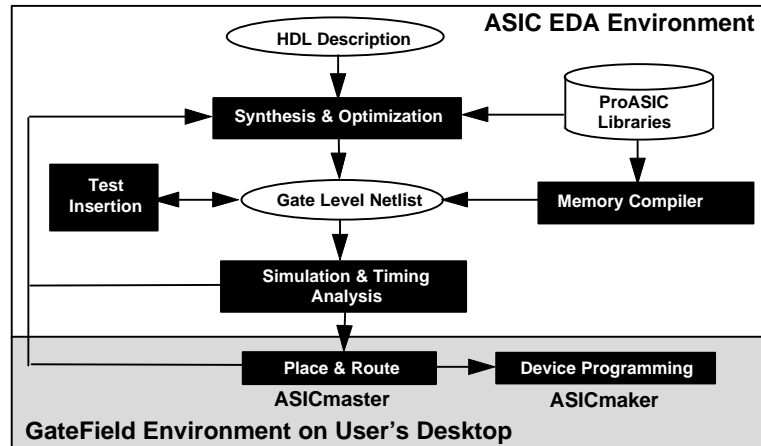 ASIC EDA Environment
HDL Description
ProASIC
Libraries
Synthesis & Optimization
Test
Insertion
Gate Level Netlist
Memory Compiler
Simulation & Timing
Analysis
Place & Route
Device Programming
ASICmaster
ASICmaker
GateField Environment on User's Desktop